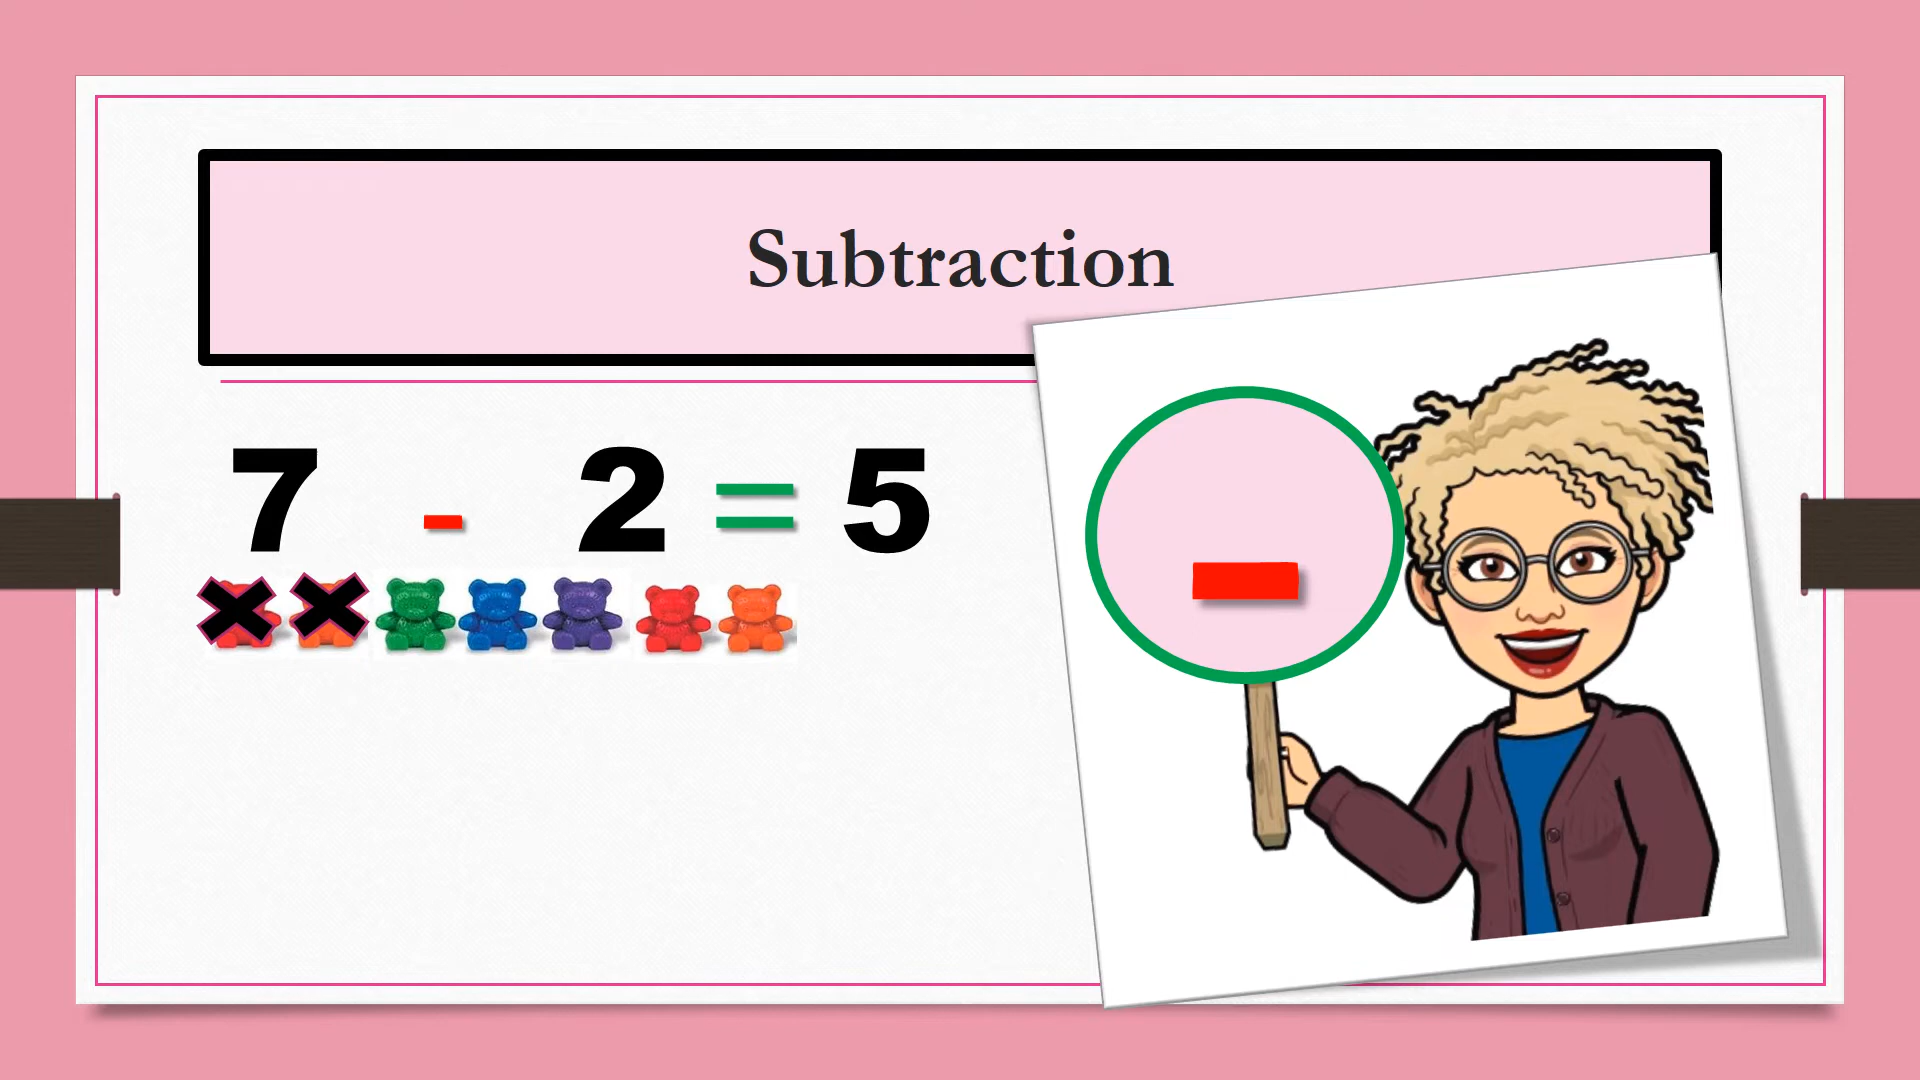 Subtraction
7 - 2 = 5
-